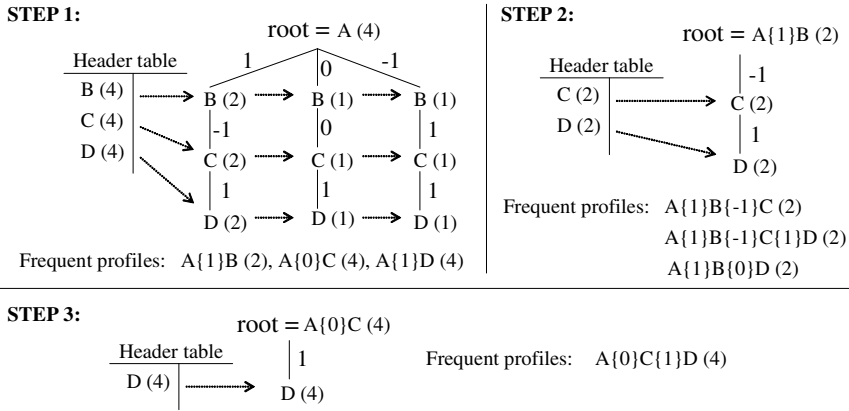 STEP 1:
root = A (4)
1 0 -1
Header table
B (4)
C (4)
D (4)
B (2) B (1) B (1)
-1 0 1
C (2) C (1) C (1)
1 1 1
D (2) D (1) D (1)
Frequent profiles: A{1}B (2), A{0}C (4), A{1}D (4)
STEP 2:
root = A{1}B (2)
Header table
C (2)
D (2)
-1
C (2)
1
D (2)
Frequent profiles: A{1}B{-1}C (2)
A{1}B{-1}C{1}D (2)
A{1}B{0}D (2)
STEP 3:
root = A{0}C (4)
Header table
D (4)
1
D (4)
Frequent profiles: A{0}C{1}D (4)